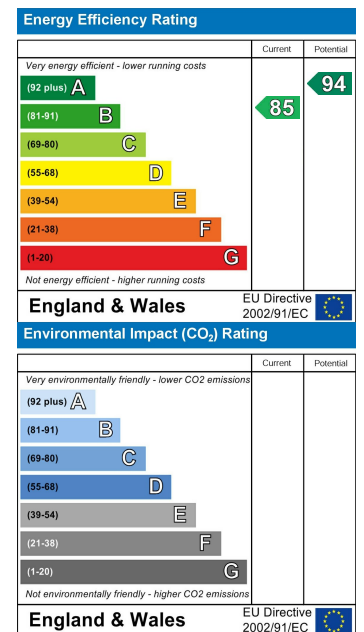 Energy Efficiency Rating
Current Potential
Very energy efficient - lower running costs
(92 plus) A
94
(81-91) B
85
(69-80) C
(55-68) D
(39-54) E
(21-38) F
(1-20) G
Not energy efficient - higher running costs
England & Wales
EU Directive
2002/91/EC
Environmental Impact (CO₂) Rating
Current Potential
Very environmentally friendly - lower CO2 emissions
(92 plus) A
(81-91) B
(69-80) C
(55-68) D
(39-54) E
(21-38) F
(1-20) G
Not environmentally friendly - higher CO2 emissions
England & Wales
EU Directive
2002/91/EC